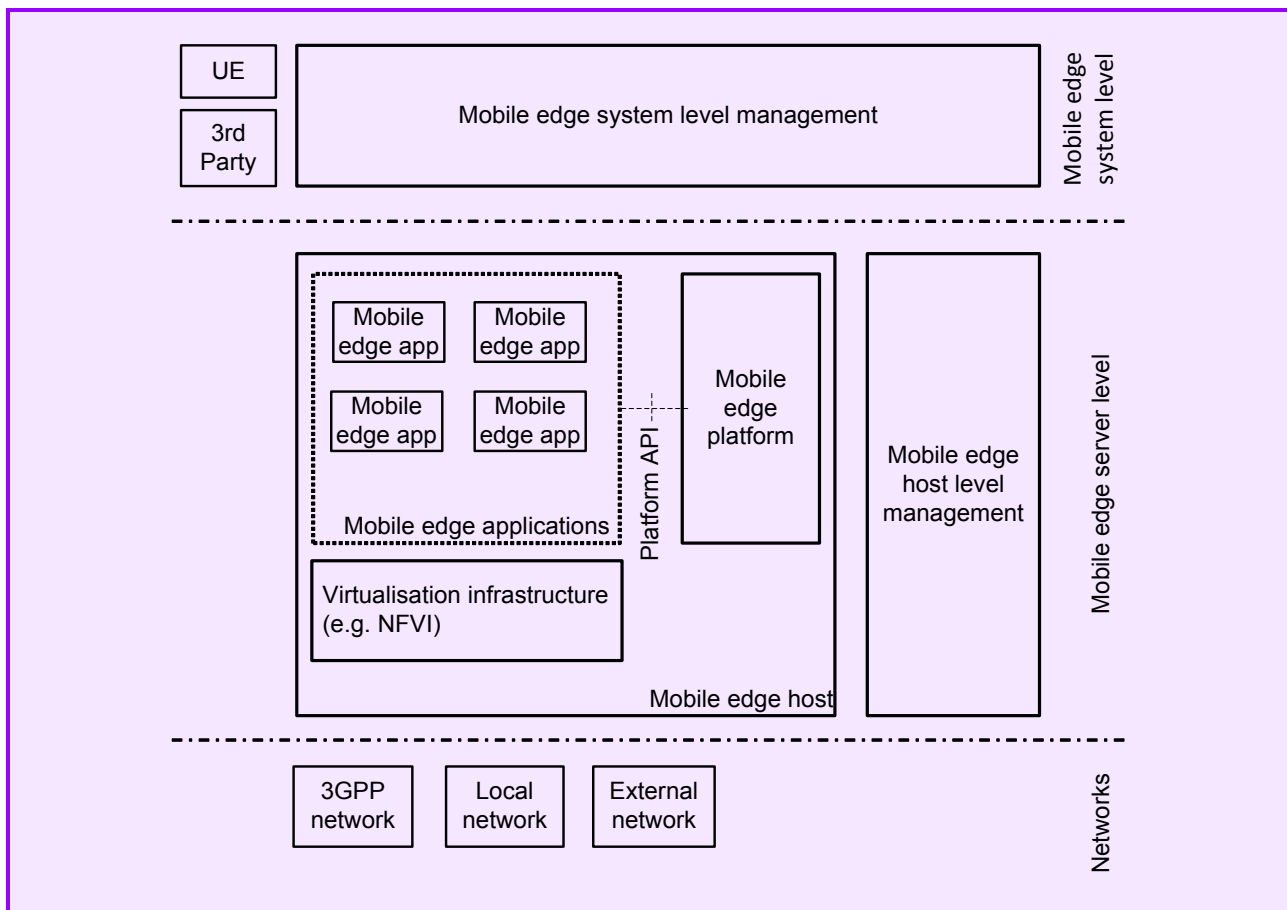 UE
3rd
Party
Mobile edge system level management
Mobile edge
system level
Mobile
edge app
Mobile
edge app
Mobile
edge app
Mobile
edge app
Mobile edge applications
Platform API
Mobile
edge
platform
Virtualisation infrastructure
(e.g. NFVI)
Mobile edge host
Mobile edge
host level
management
Mobile edge server level
3GPP
network
Local
network
External
network
Networks